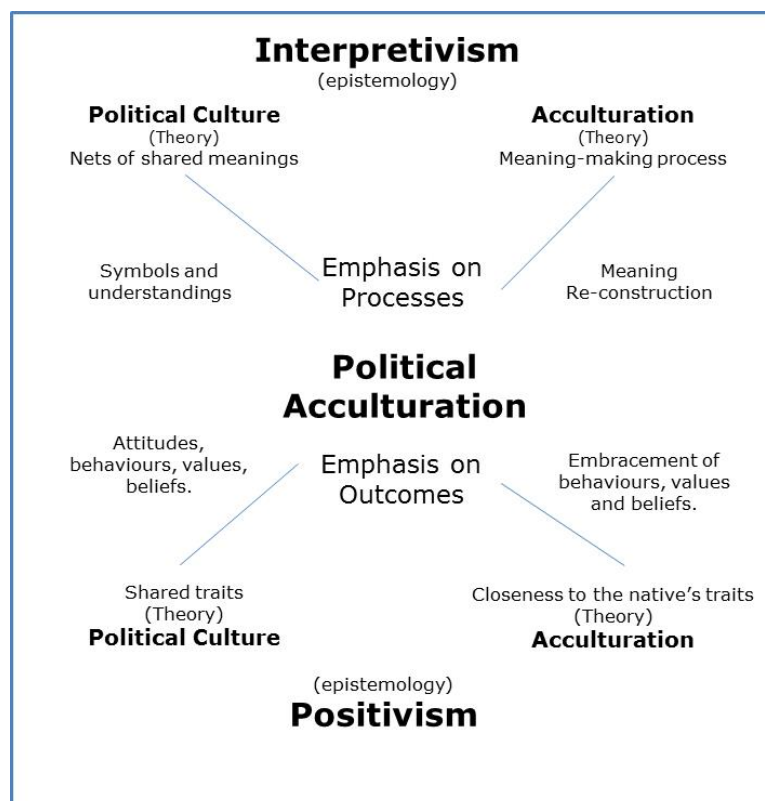 Interpretivism
(epistemology)
Political Culture
(Theory)
Nets of shared meanings
Acculturation
(Theory)
Meaning-making process
Symbols and
understandings
Emphasis on
Processes
Meaning
Re-construction
Political
Acculturation
Attitudes,
behaviours, values,
beliefs.
Emphasis on
Outcomes
Embracement of
behaviours, values
and beliefs.
Shared traits
(Theory)
Political Culture
Closeness to the native’s traits
(Theory)
Acculturation
(epistemology)
Positivism